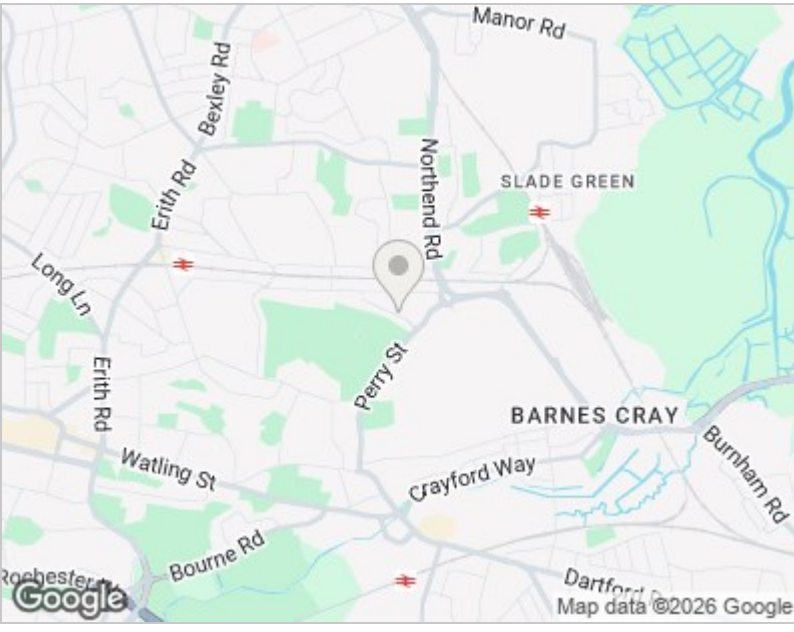 Manor Rd
Bexley Rd
Northend Rd
SLADE GREEN
Erith Rd
Long Ln
Erith Rd
Perry St
BARNES CRAY
Watling St
Crayford Way
Burnham Rd
Bourne Rd
Rochester
Dartford
Google
Map data ©2026 Google